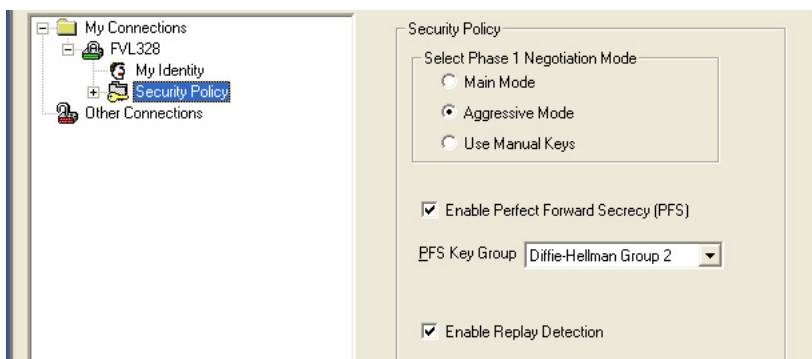 My Connections
FVL328
My Identity
Security Policy
Other Connections
Security Policy
Select Phase 1 Negotiation Mode
Main Mode
Aggressive Mode
Use Manual Keys
Enable Perfect Forward Secrecy (PFS)
PFS Key Group Diffie-Hellman Group 2
Enable Replay Detection